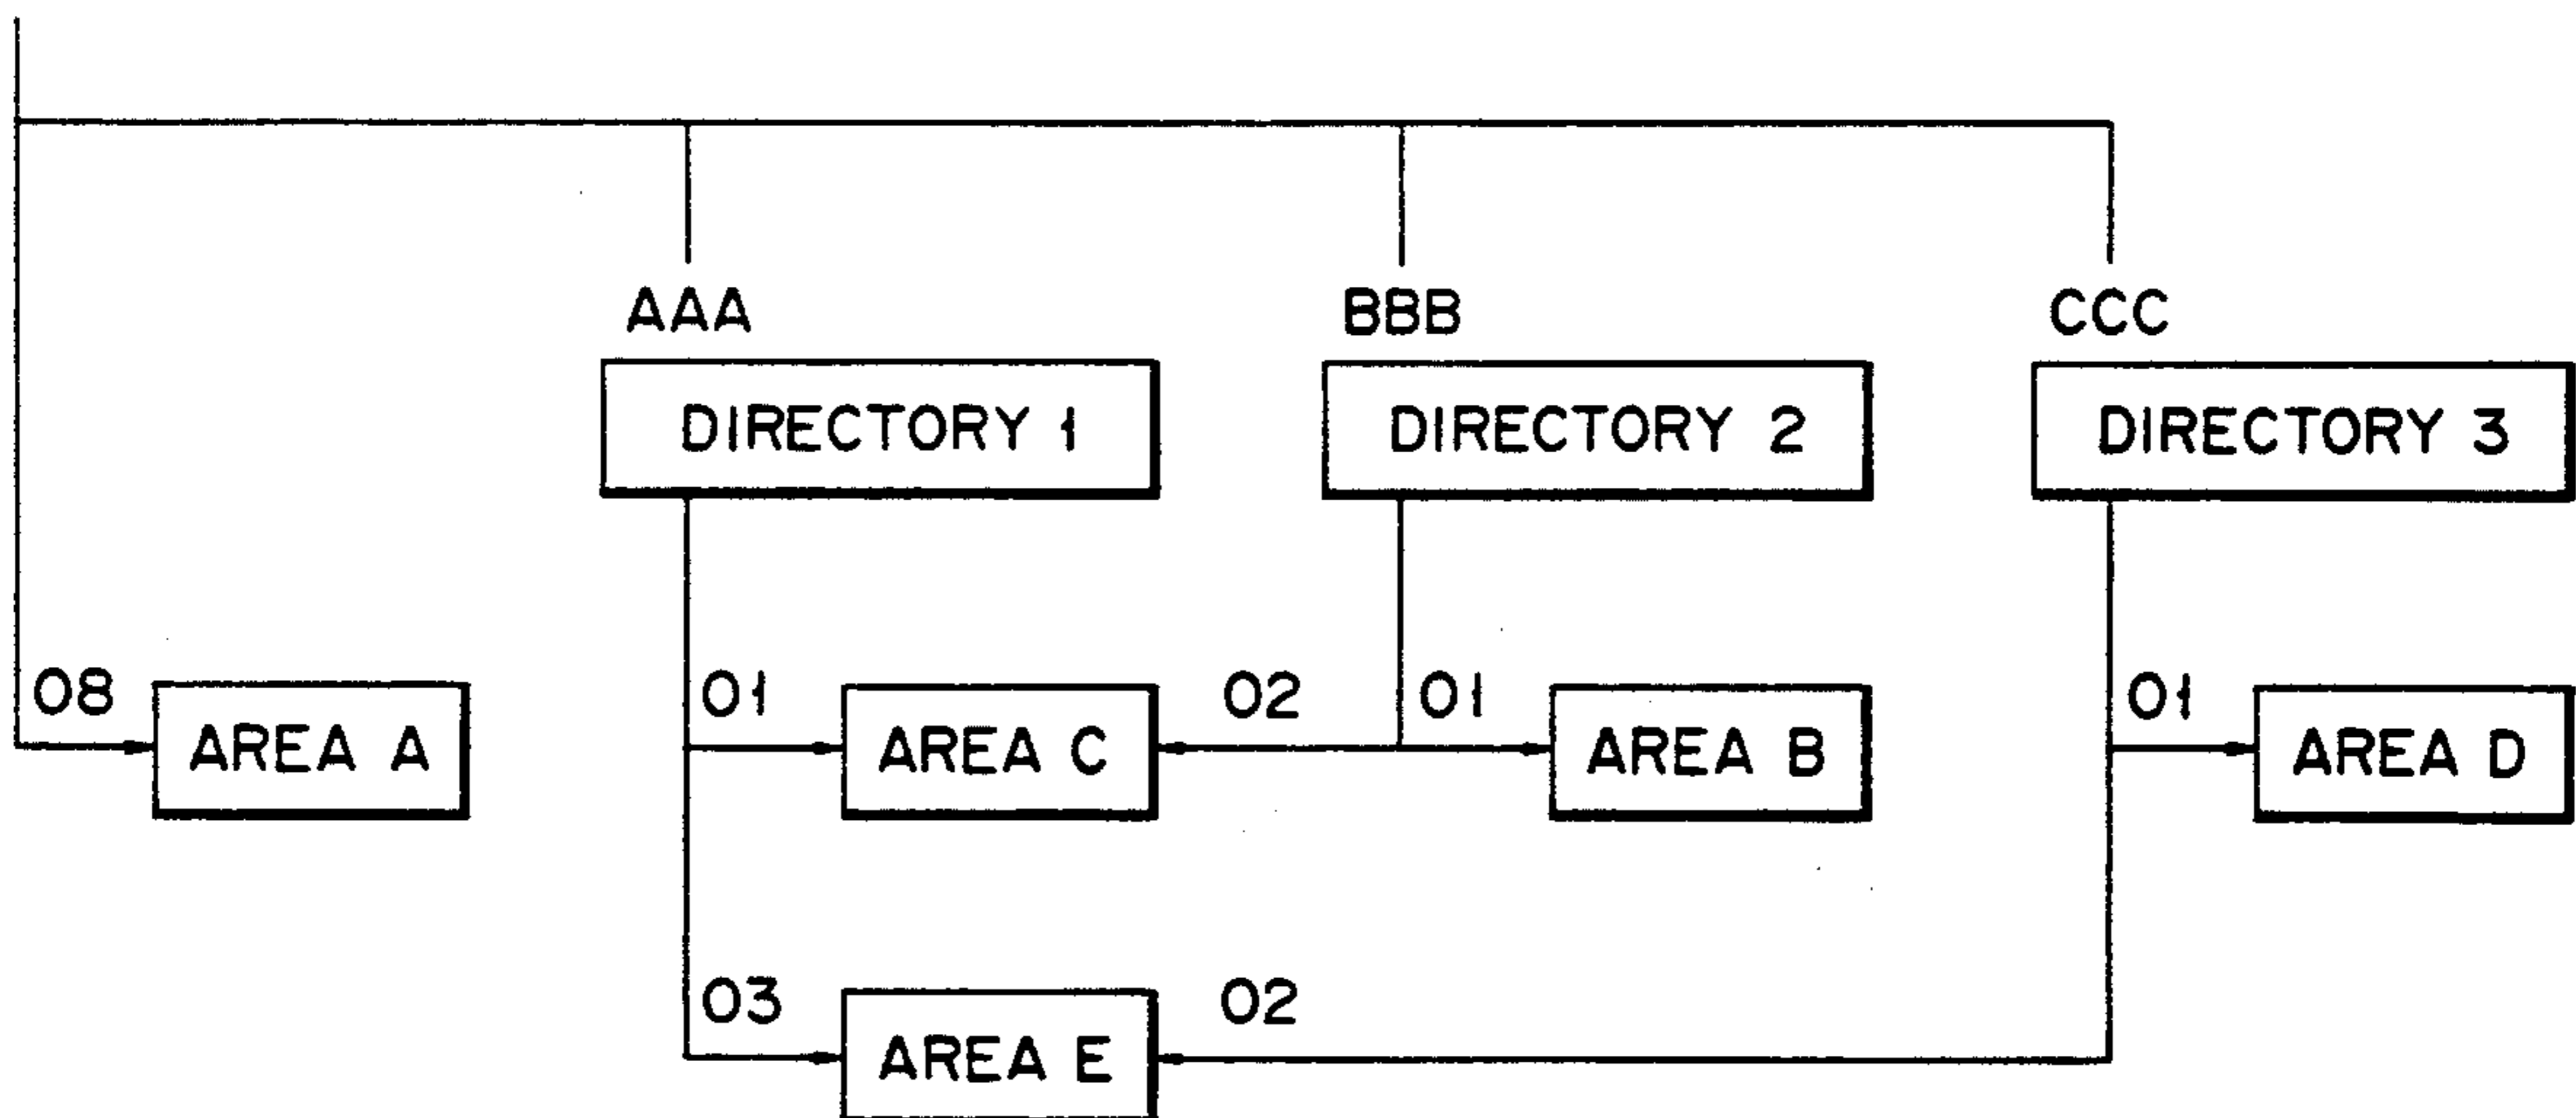 AAA BBB CCC
DIRECTORY 1 DIRECTORY 2 DIRECTORY 3
08 01 02 01 01
AREA A AREA C AREA B AREA D
03 02
AREA E